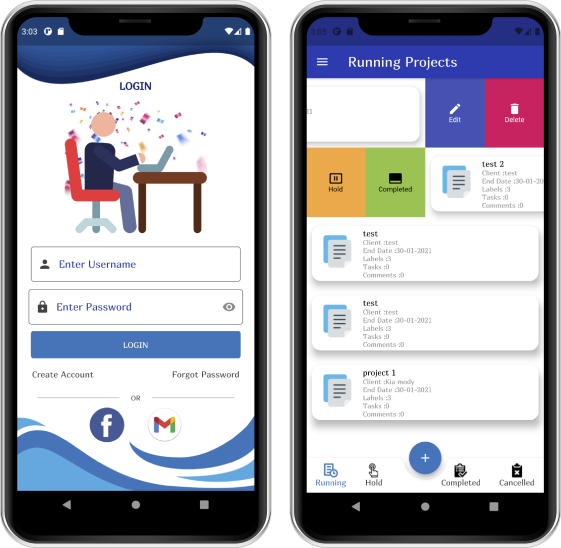 3:03
LOGIN
Enter Username
Enter Password
LOGIN
Create Account
Forgot Password
OR
f
3:03
Running Projects
Edit
Delete
Hold
Completed
test 2
Client :test
End Date :30-01-20
Labels :3
Tasks :0
Comments :0
test
Client :test
End Date :30-01-2021
Labels :3
Tasks :0
Comments :0
test
Client :test
End Date :30-01-2021
Labels :3
Tasks :0
Comments :0
project 1
Client :Kia mody
End Date :30-01-2021
Labels :3
Tasks :0
Comments :0
+
Running
Hold
Completed
Cancelled